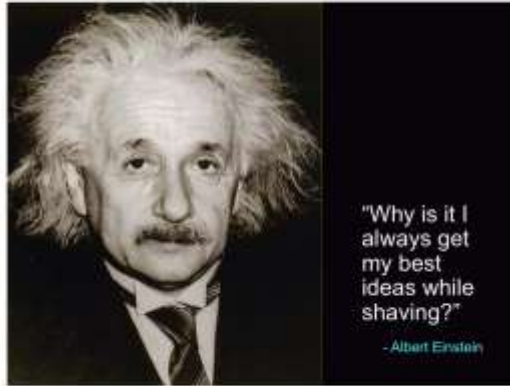 "Why is it I
always get
my best
ideas while
shaving?"
- Albert Einstein